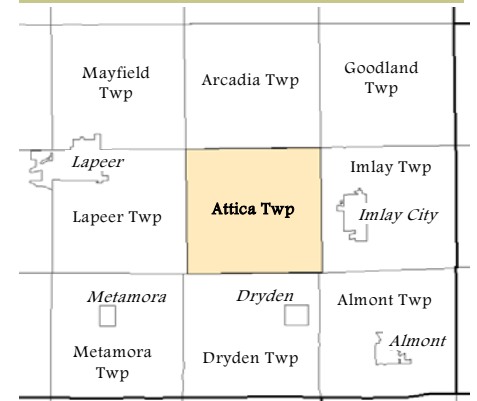 Mayfield
Twp
Arcadia Twp
Goodland
Twp
Lapeer
Lapeer Twp
Attica Twp
Imlay Twp
Imlay City
Metamora
Metamora
Twp
Dryden
Dryden Twp
Almont Twp
Almont